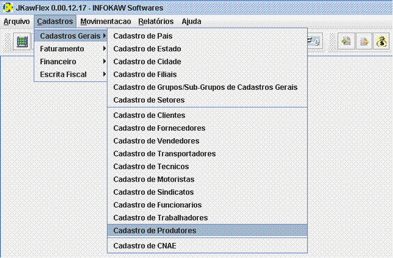 JKawFlex 0.00.12.17 - INFOKAW Softwares
Arquivo Cadastros Movimentacao Relatórios Ajuda
Cadastros Gerais
Faturamento
Financeiro
Escrita Fiscal
Cadastro de Pais
Cadastro de Estado
Cadastro de Cidade
Cadastro de Filiais
Cadastro de Grupos/Sub-Grupos de Cadastros Gerais
Cadastro de Setores
Cadastro de Clientes
Cadastro de Fornecedores
Cadastro de Vendedores
Cadastro de Transportadores
Cadastro de Tecnicos
Cadastro de Motoristas
Cadastro de Sindicatos
Cadastro de Funcionarios
Cadastro de Trabalhadores
Cadastro de Produtores
Cadastro de CNAE